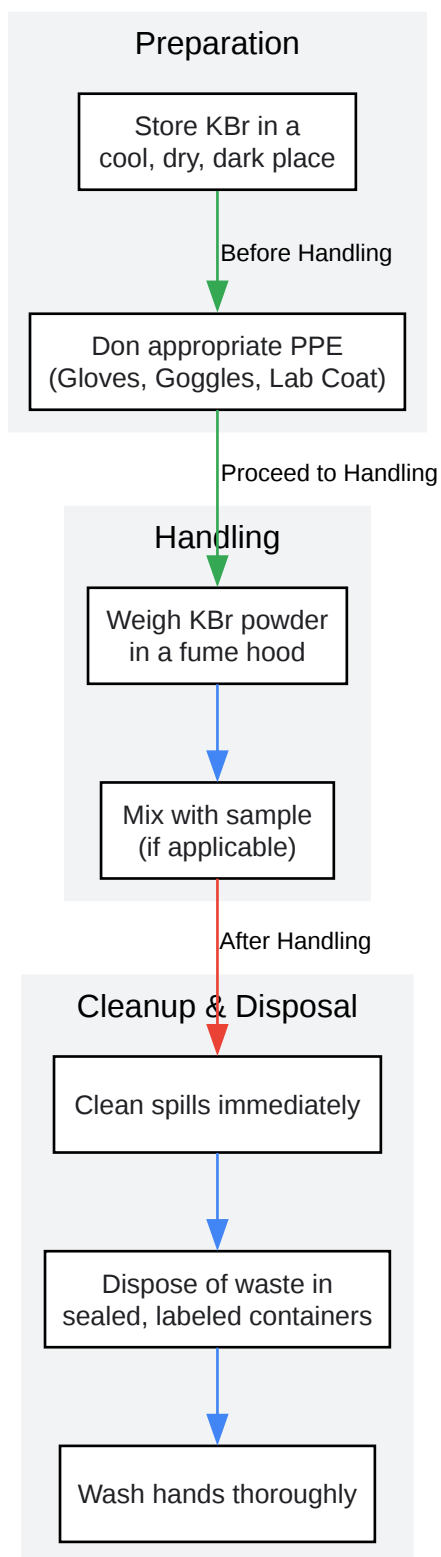 Preparation
Store KBr in a
cool, dry, dark place
Before Handling
Don appropriate PPE
(Gloves, Goggles, Lab Coat)
Proceed to Handling
Handling
Weigh KBr powder
in a fume hood
Mix with sample
(if applicable)
After Handling
Cleanup & Disposal
Clean spills immediately
Dispose of waste in
sealed, labeled containers
Wash hands thoroughly